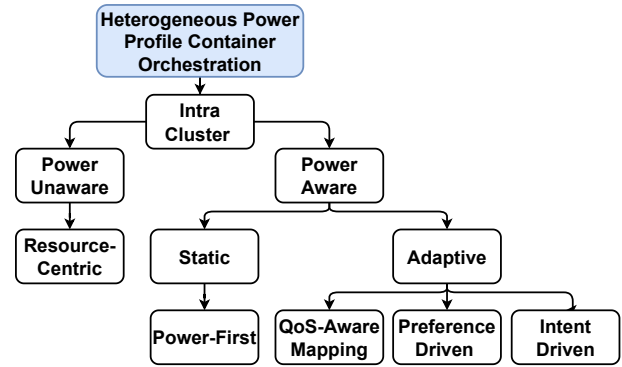 Heterogeneous Power
Profile Container
Orchestration
Intra
Cluster
Power
Unaware
Power
Aware
Resource-
Centric
Static
Adaptive
Power-First
QoS-Aware
Mapping
Preference
Driven
Intent
Driven